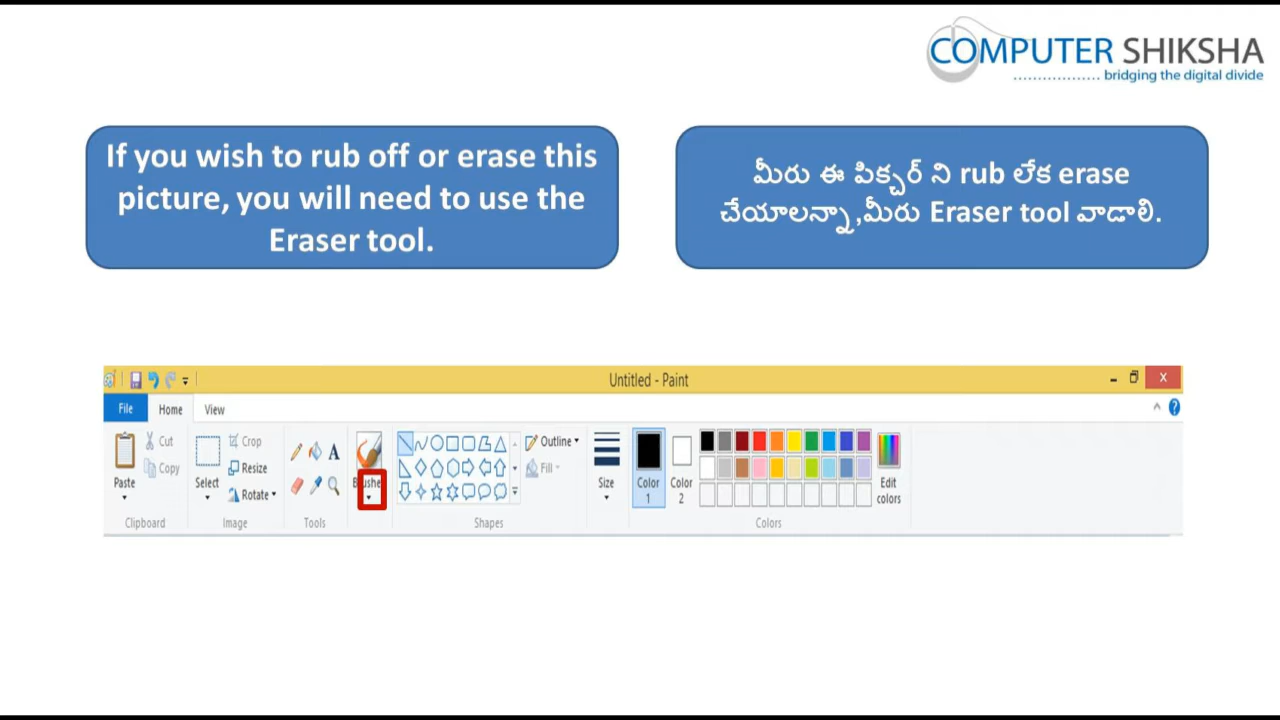 COMPUTER SHIKSHA
bridging the digital divide
If you wish to rub off or erase this
picture, you will need to use the
Eraser tool.
మీరు ఈ పిక్చర్ ని rub లేక erase
చేయాలన్నా,మీరు Eraser tool వాడాలి.
Untitled - Paint
File Home View
Cut Crop Outline
Copy Resize Fill
Paste Select Rotate Size Color 1 Color 2 Edit colors
Clipboard Image Tools Shapes Colors